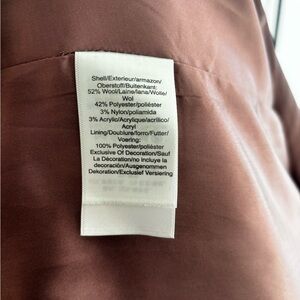 Shell/Exterieur/armazon/
Oberstoff/Buitenkant:
52% Wool/Laine/lana/Wolle/
Wol
42% Polyester/poliéster
3% Nylon/poliamida
3% Acrylic/Acrylique/acrílico/
Acryl
Lining/Doublure/forro/Futter/
Voering:
100% Polyester/poliéster
Exclusive Of Decoration/Sauf
La Décoration/no incluye la
decoración/Ausgenommen
Dekoration/Exclusief Versiering